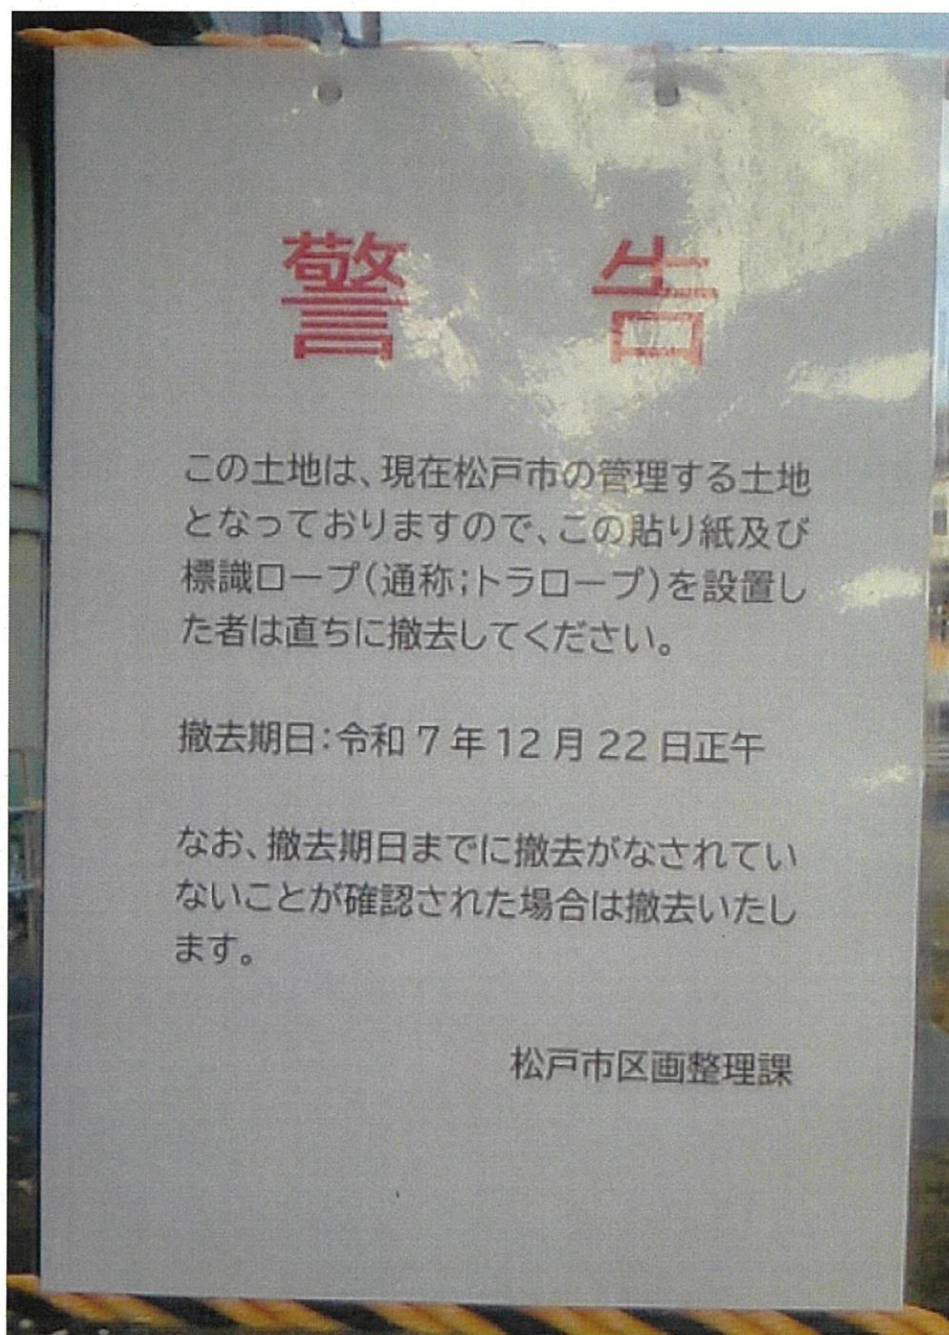 警 告
この土地は、現在松戸市の管理する土地
となっておりますので、この貼り紙及び
標識ロープ(通称;トラロープ)を設置し
た者は直ちに撤去してください。
撤去期日:令和7年12月22日正午
なお、撤去期日までに撤去がなされてい
ないことが確認された場合は撤去いたし
ます。
松戸市区画整理課